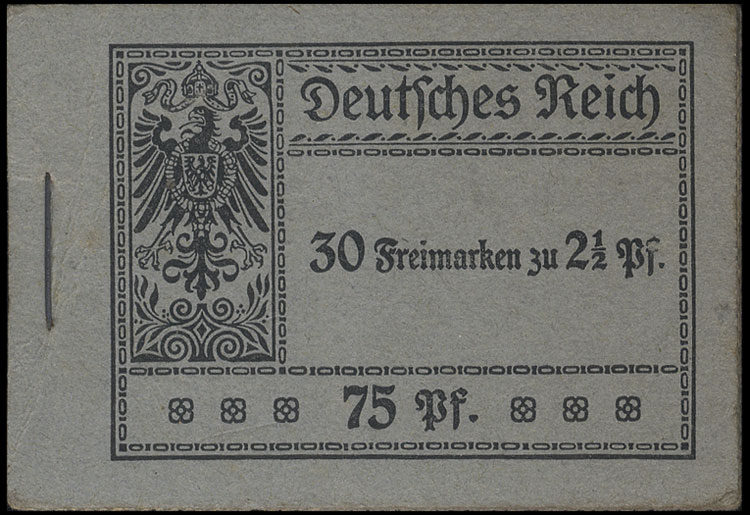 Deutſches Reich
30 Freimarken zu 2½ Pf.
75 Pf.